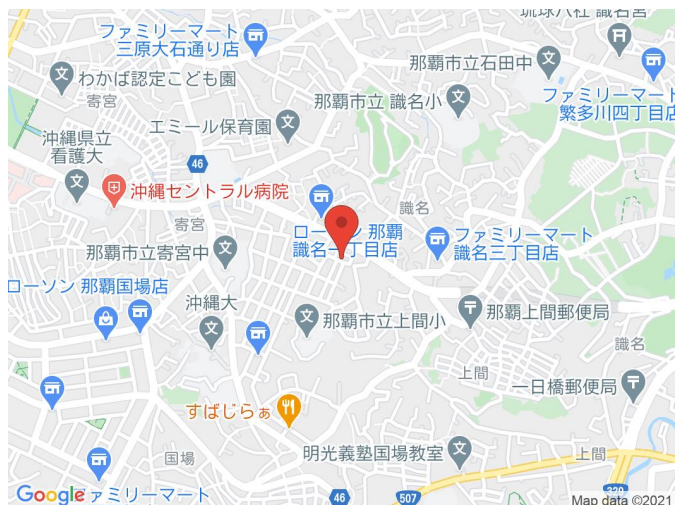 琉球八社 識名宮
ファミリーマート
三原大石通り店
那覇市立石田中
わかば認定こども園
寄宮
那覇市立 識名小
ファミリーマート
繁多川四丁目店
エミール保育園
沖縄県立
看護大
46
沖縄セントラル病院
識名
寄宮
ローソン 那覇
識名一丁目店
ファミリーマート
識名三丁目店
那覇市立寄宮中
ローソン 那覇国場店
沖縄大
那覇市立上間小
那覇上間郵便局
識名
上間
一日橋郵便局
すばじらぁ
国場
明光義塾国場教室
上間
Google
ファミリーマート
46
507
329
Map data ©2021